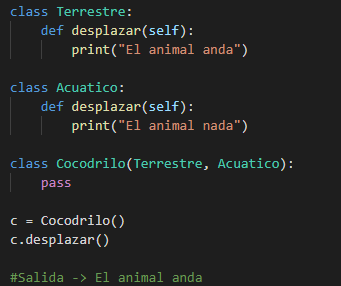 class Terrestre:
    def desplazar(self):
        print("El animal anda")

class Acuatico:
    def desplazar(self):
        print("El animal nada")

class Cocodrilo(Terrestre, Acuatico):
    pass

c = Cocodrilo()
c.desplazar()

#Salida -> El animal anda